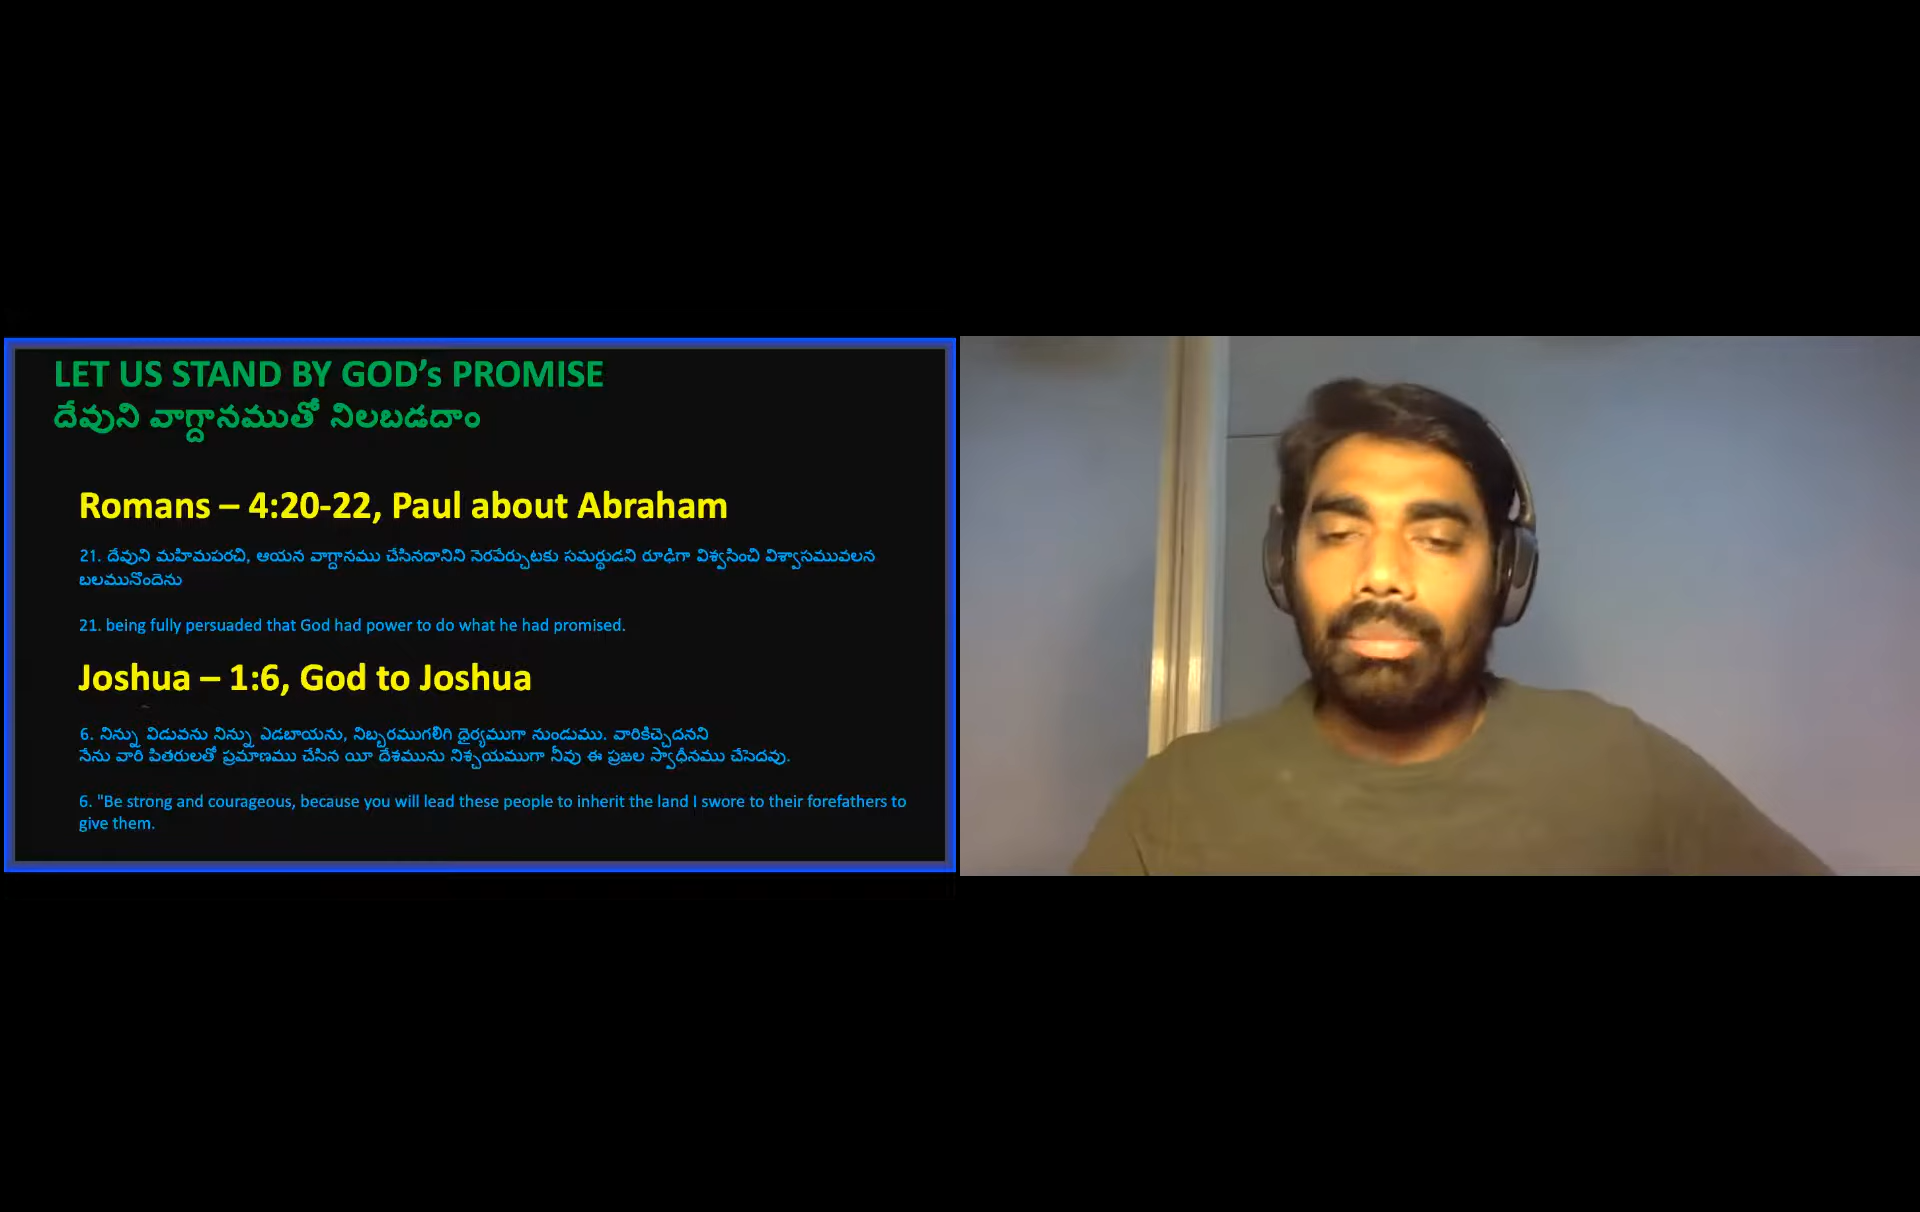 LET US STAND BY GOD’s PROMISE
దేవుని వాగ్దానముతో నిలబడదాం
Romans – 4:20-22, Paul about Abraham
21. దేవుని మహిమపరచి, ఆయన వాగ్దానము చేసినదానిని నెరవేర్చుటకు సమర్థుడని రూఢిగా విశ్వసించి విశ్వాసమువలన
బలమునొందెను
21. being fully persuaded that God had power to do what he had promised.
Joshua – 1:6, God to Joshua
6. నిన్ను విడువను నిన్ను ఎడబాయను, నిబ్బరముగలిగి ధైర్యముగా నుండుము. వారికిచ్చెదనని
నేను వారి పితరులతో ప్రమాణము చేసిన యీ దేశమును నిశ్చయముగా నీవు ఈ ప్రజల స్వాధీనము చేసెదవు.
6. "Be strong and courageous, because you will lead these people to inherit the land I swore to their forefathers to
give them.